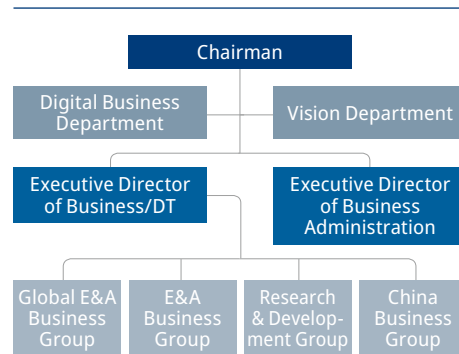 Chairman
Digital Business
Department
Vision Department
Executive Director
of Business/DT
Executive Director
of Business
Administration
Global E&A
Business
Group
E&A
Business
Group
Research
& Develop-
ment Group
China
Business
Group